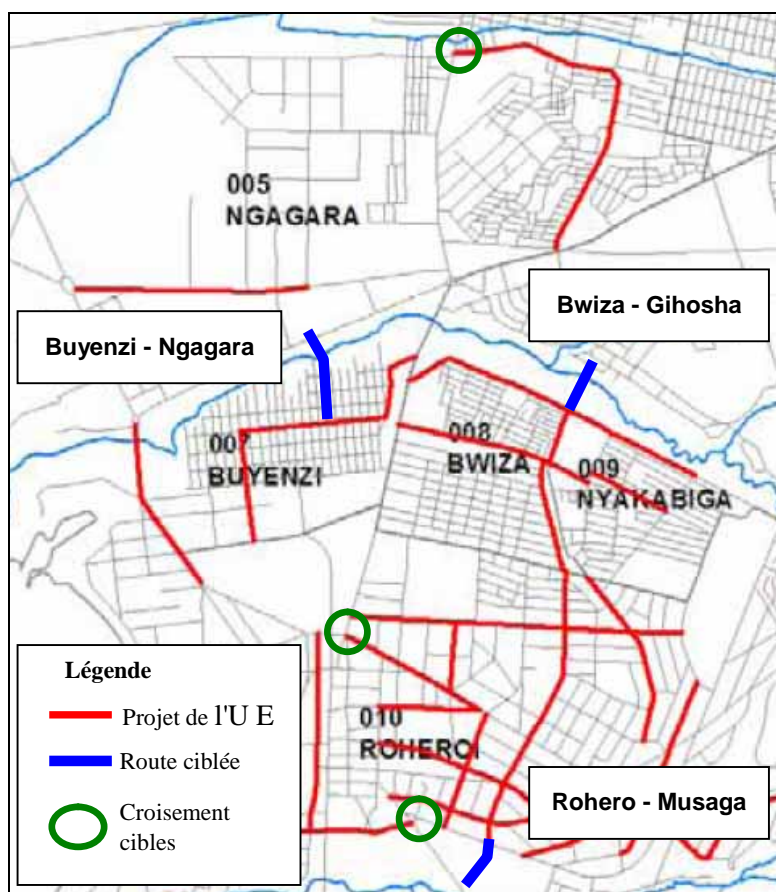 005
NGAGARA
Bwiza - Gihosha
Buyenzi - Ngagara
007
BUYENZI
008
BWIZA
009
NYAKABIGA
010
ROHEROI
Légende
Projet de l'U E
Route ciblée
Croisement
cibles
Rohero - Musaga